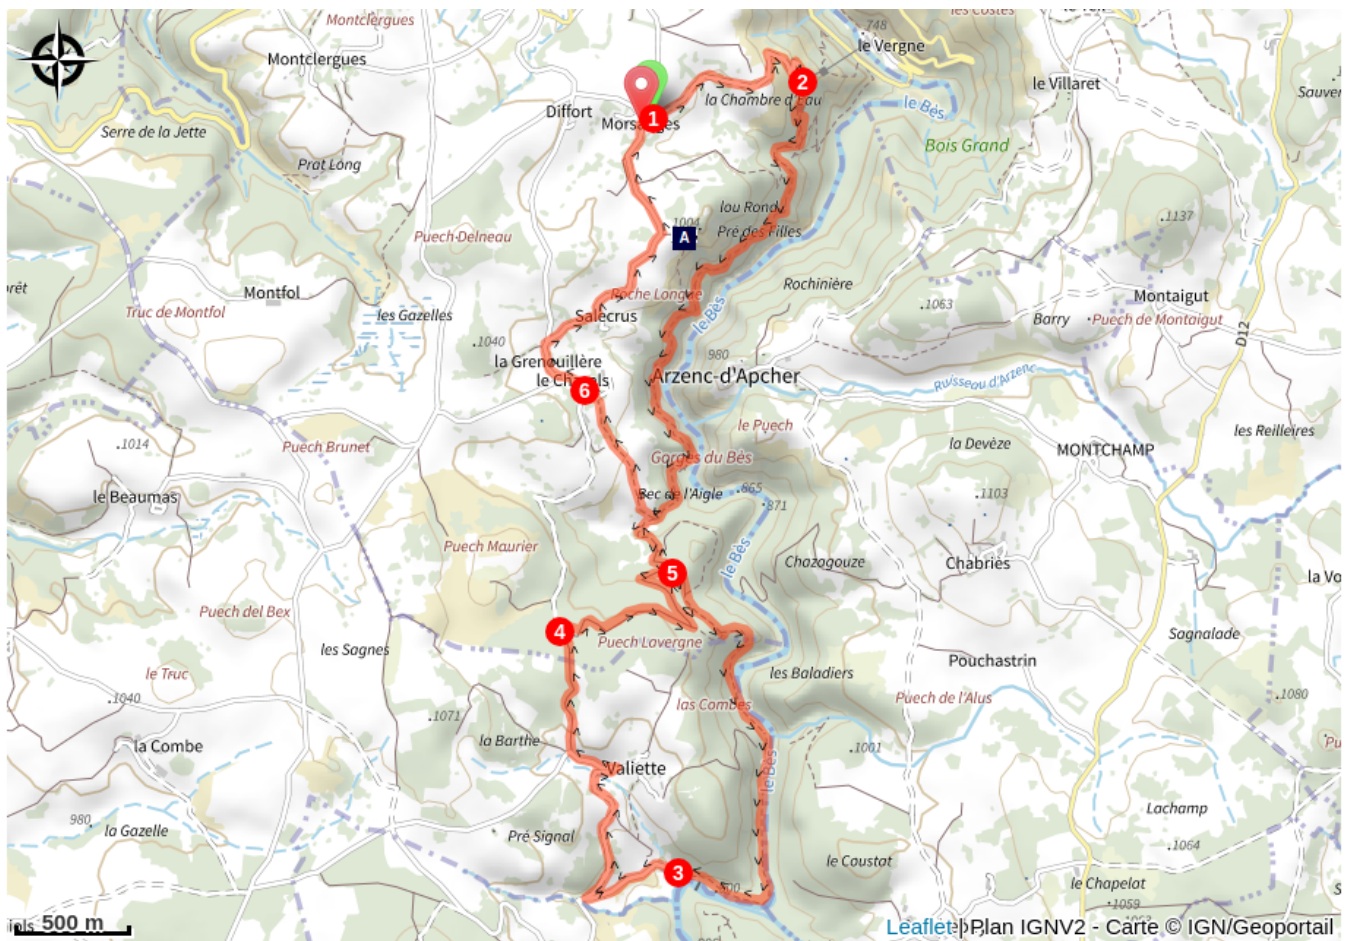 Montclergues
les Costes
748
le Vergne
Montclergues
le Villaret
Diffort
la Chambre d'Eau
le Bès
Serre de la Jette
1
2
Bois Grand
Prat Long
lou Rond
1137
1004
Puech Delneau
A
Pré des Filles
Montfol
Roche Longue
Rochinière
Montaigut
Truc de Montfol
les Gazelles
Salecrus
le Bès
1063
Barry
Puech de Montaigut
D12
1040
la Grenouillère
980
Arzenc-d'Apcher
Ruisseau d'Arzenc
6
1014
Puech Brunet
le Puech
la Devèze
les Reilleires
MONTCHAMP
Gorges du Bès
le Beaumas
Bec de l'Aigle
865
871
1103
Puech Maurier
le Bès
Chazagouze
Chabriès
la Vo
5
Puech del Bex
4
Puech Lavergne
Sagnalade
les Sagnes
Pouchastrin
le Truc
les Baladiers
1040
las Combes
Puech de l'Alus
1080
1071
la Combe
la Barthe
1001
Valiette
le Bès
Lachamp
980
la Gazelle
Pré Signal
1064
le Coustat
3
le Chapelat
1059
500 m
Leaflet | Plan IGNV2 - Carte © IGN/Geoportail